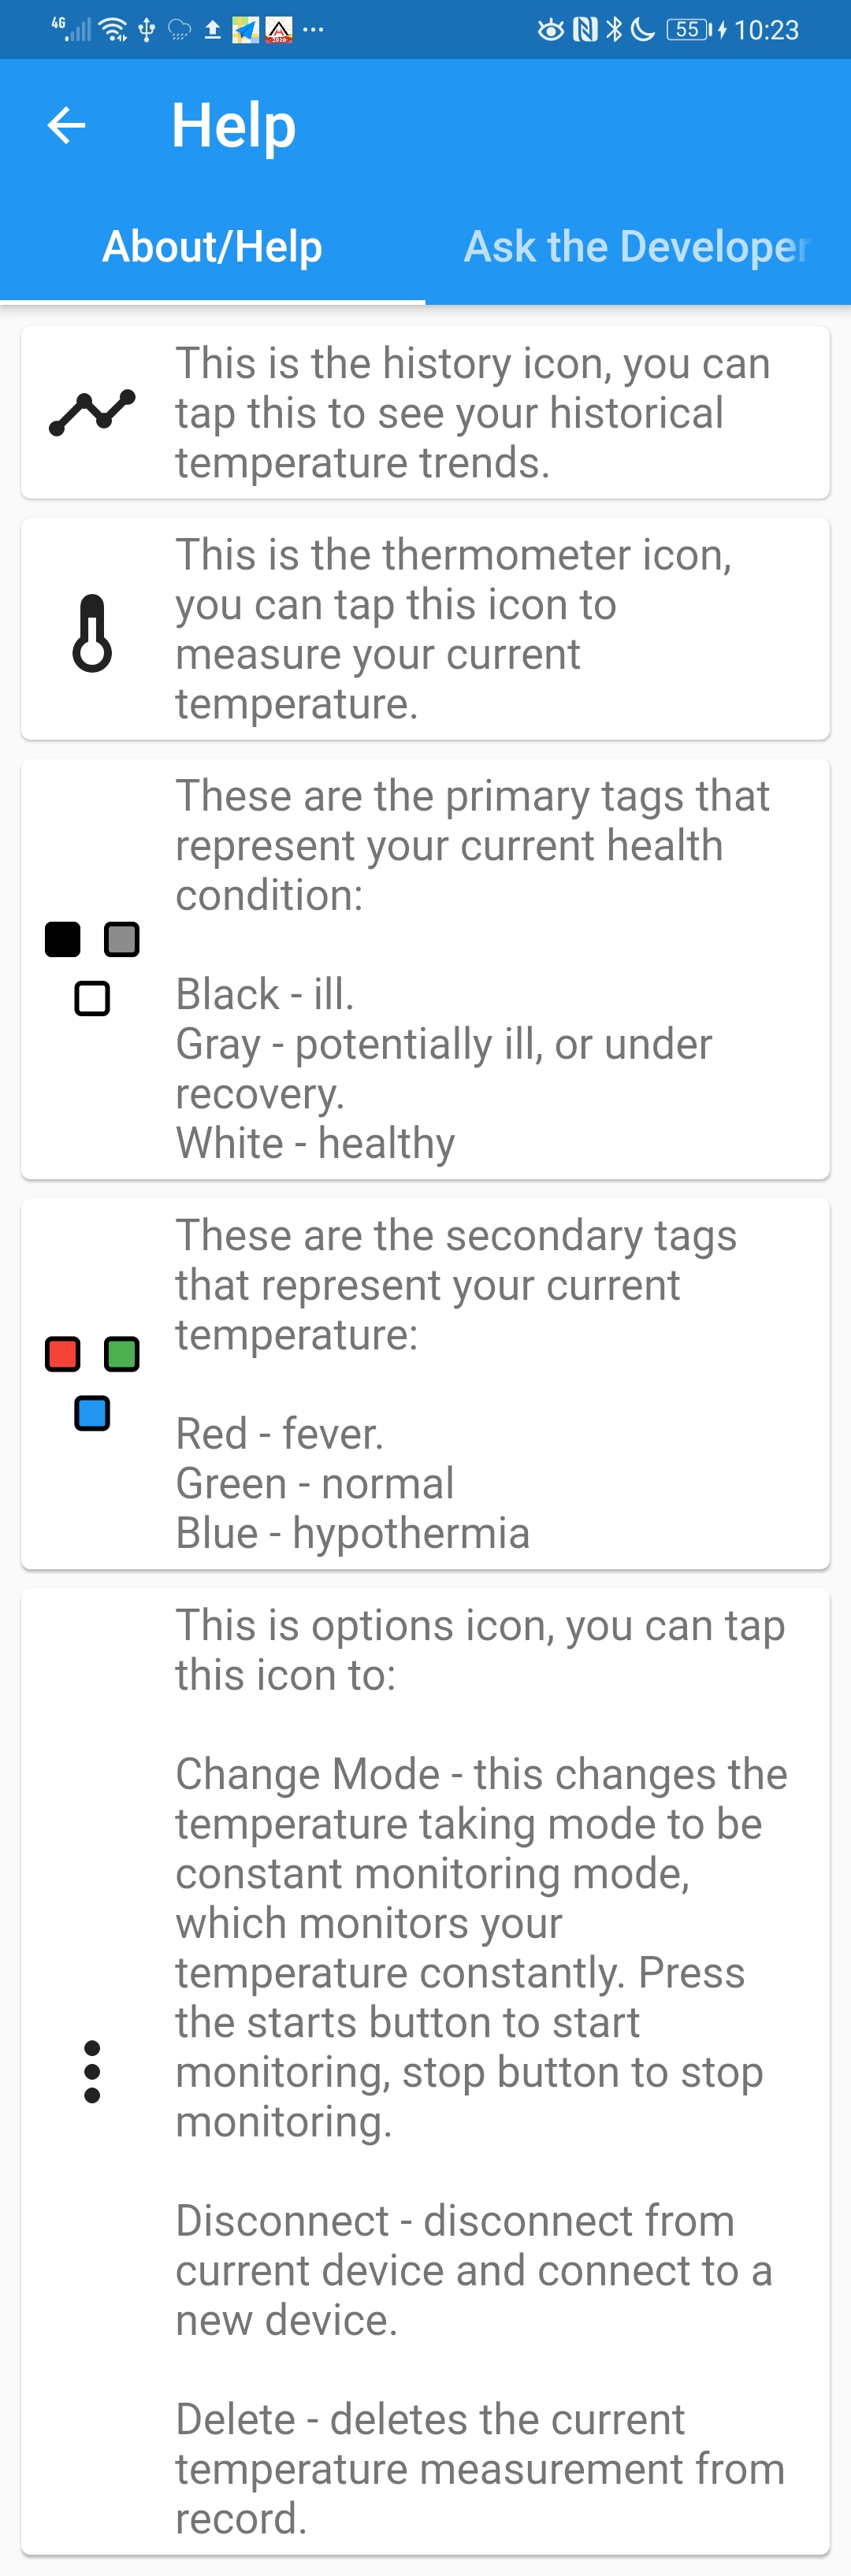 4G 55 10:23
Help
About/Help Ask the Developer
This is the history icon, you can
tap this to see your historical
temperature trends.
This is the thermometer icon,
you can tap this icon to
measure your current
temperature.
These are the primary tags that
represent your current health
condition:
Black - ill.
Gray - potentially ill, or under
recovery.
White - healthy
These are the secondary tags
that represent your current
temperature:
Red - fever.
Green - normal
Blue - hypothermia
This is options icon, you can tap
this icon to:
Change Mode - this changes the
temperature taking mode to be
constant monitoring mode,
which monitors your
temperature constantly. Press
the starts button to start
monitoring, stop button to stop
monitoring.
Disconnect - disconnect from
current device and connect to a
new device.
Delete - deletes the current
temperature measurement from
record.